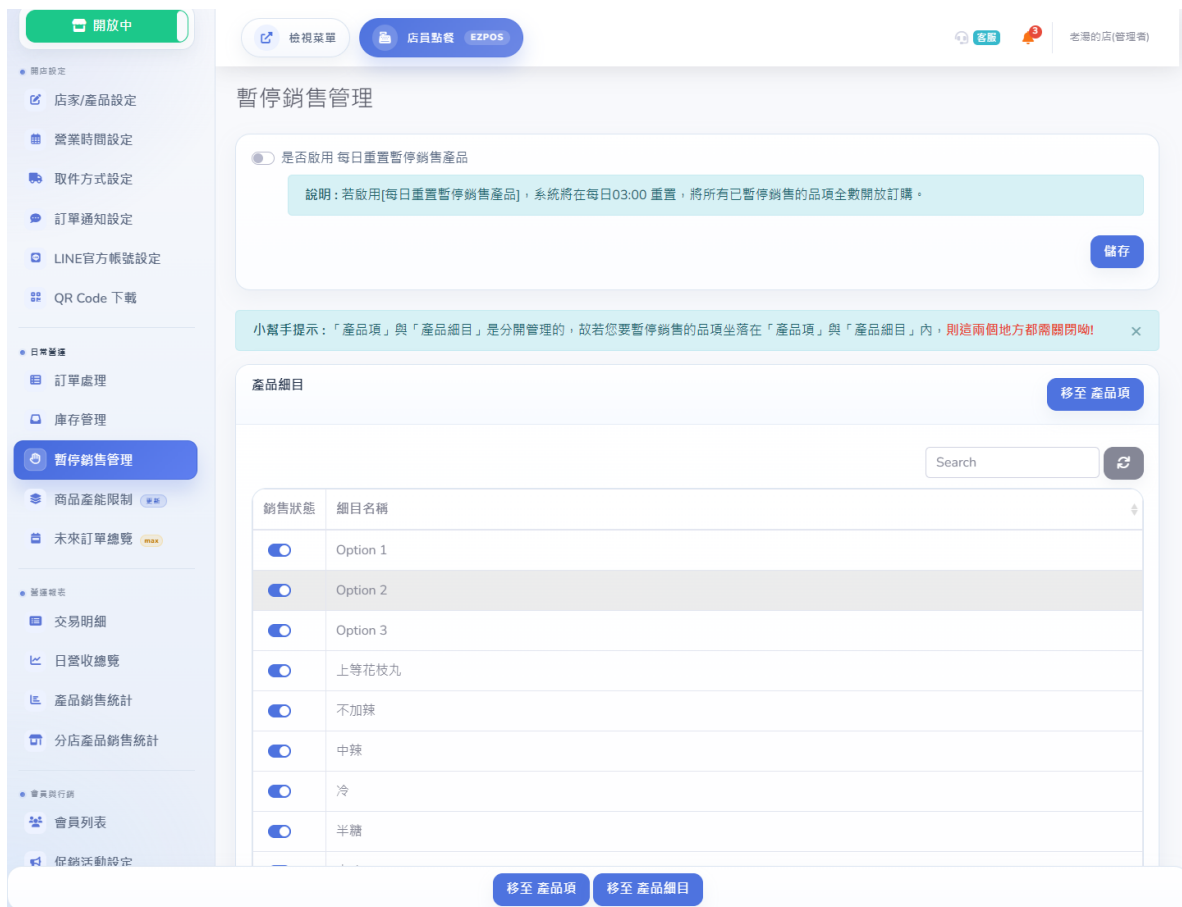 開放中
檢視菜單
店員點餐 EZPOS
客服
3
老湯的店(管理者)
開店設定
店家/產品設定
營業時間設定
取件方式設定
訂單通知設定
LINE官方帳號設定
QR Code 下載
日常營運
訂單處理
庫存管理
暫停銷售管理
商品產能限制 更新
未來訂單總覽 max
營運報表
交易明細
日營收總覽
產品銷售統計
分店產品銷售統計
會員與行銷
會員列表
促銷活動設定
暫停銷售管理
是否啟用 每日重置暫停銷售產品
說明 : 若啟用[每日重置暫停銷售產品],系統將在每日03:00 重置,將所有已暫停銷售的品項全數開放訂購。
儲存
小幫手提示 : 「產品項」與「產品細目」是分開管理的,故若您要暫停銷售的品項坐落在「產品項」與「產品細目」內,則這兩個地方都需關閉呦!
×
產品細目
移至 產品項
Search
銷售狀態 細目名稱
Option 1
Option 2
Option 3
上等花枝丸
不加辣
中辣
冷
半糖
移至 產品項
移至 產品細目